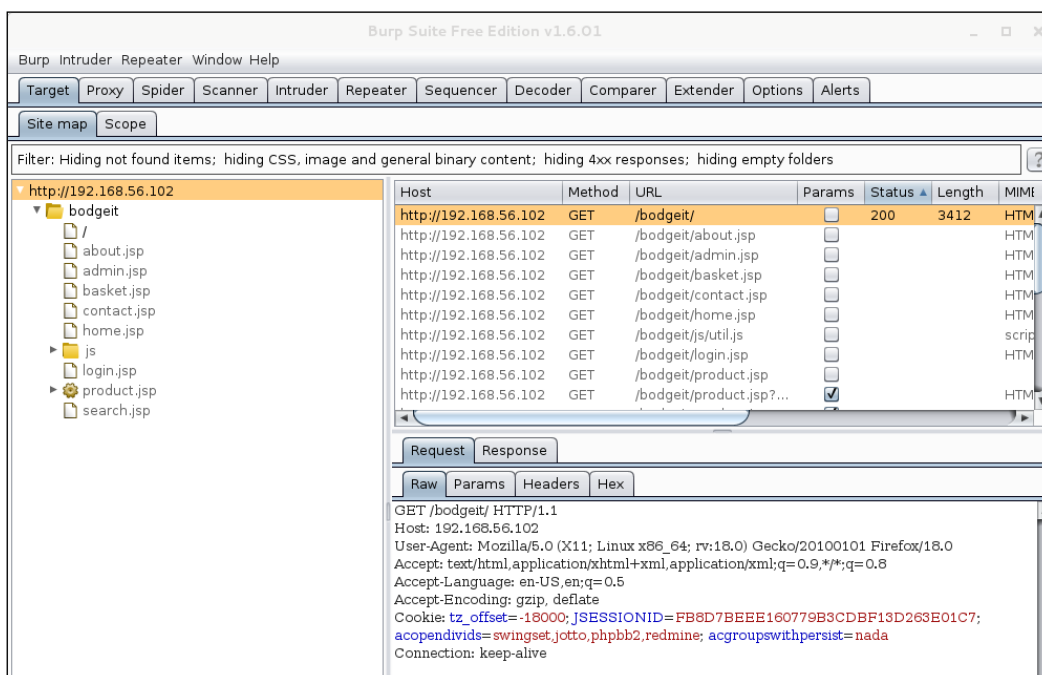 Burp Suite Free Edition v1.6.01
Burp Intruder Repeater Window Help
Target Proxy Spider Scanner Intruder Repeater Sequencer Decoder Comparer Extender Options Alerts
Site map Scope
Filter: Hiding not found items; hiding CSS, image and general binary content; hiding 4xx responses; hiding empty folders ?
http://192.168.56.102
bodgeit
/
about.jsp
admin.jsp
basket.jsp
contact.jsp
home.jsp
js
login.jsp
product.jsp
search.jsp
Host Method URL Params Status Length MIME
http://192.168.56.102 GET /bodgeit/ 200 3412 HTM
http://192.168.56.102 GET /bodgeit/about.jsp HTM
http://192.168.56.102 GET /bodgeit/admin.jsp HTM
http://192.168.56.102 GET /bodgeit/basket.jsp HTM
http://192.168.56.102 GET /bodgeit/contact.jsp HTM
http://192.168.56.102 GET /bodgeit/home.jsp HTM
http://192.168.56.102 GET /bodgeit/js/util.js scrip
http://192.168.56.102 GET /bodgeit/login.jsp HTM
http://192.168.56.102 GET /bodgeit/product.jsp
http://192.168.56.102 GET /bodgeit/product.jsp?... HTM
Request Response
Raw Params Headers Hex
GET /bodgeit/ HTTP/1.1
Host: 192.168.56.102
User-Agent: Mozilla/5.0 (X11; Linux x86_64; rv:18.0) Gecko/20100101 Firefox/18.0
Accept: text/html,application/xhtml+xml,application/xml;q=0.9,*/*;q=0.8
Accept-Language: en-US,en;q=0.5
Accept-Encoding: gzip, deflate
Cookie: tz_offset=-18000; JSESSIONID=FB8D7BEEE160779B3CDBF13D263E01C7;
acopendivids=swingset,jotto,phpbb2,redmine; acgroupswithpersist=nada
Connection: keep-alive